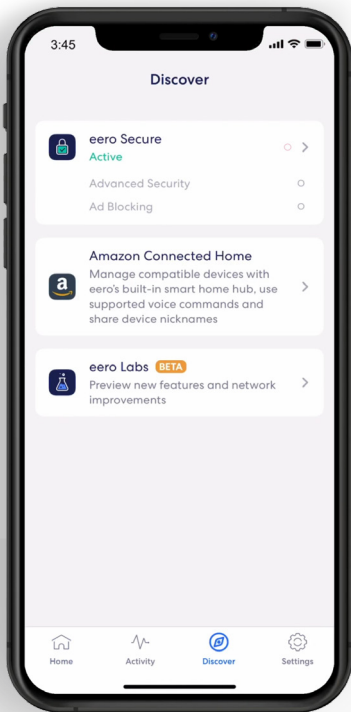 3:45
Discover
eero Secure
Active
Advanced Security
Ad Blocking
Amazon Connected Home
Manage compatible devices with
eero's built-in smart home hub, use
supported voice commands and
share device nicknames
eero Labs BETA
Preview new features and network
improvements
Home Activity Discover Settings